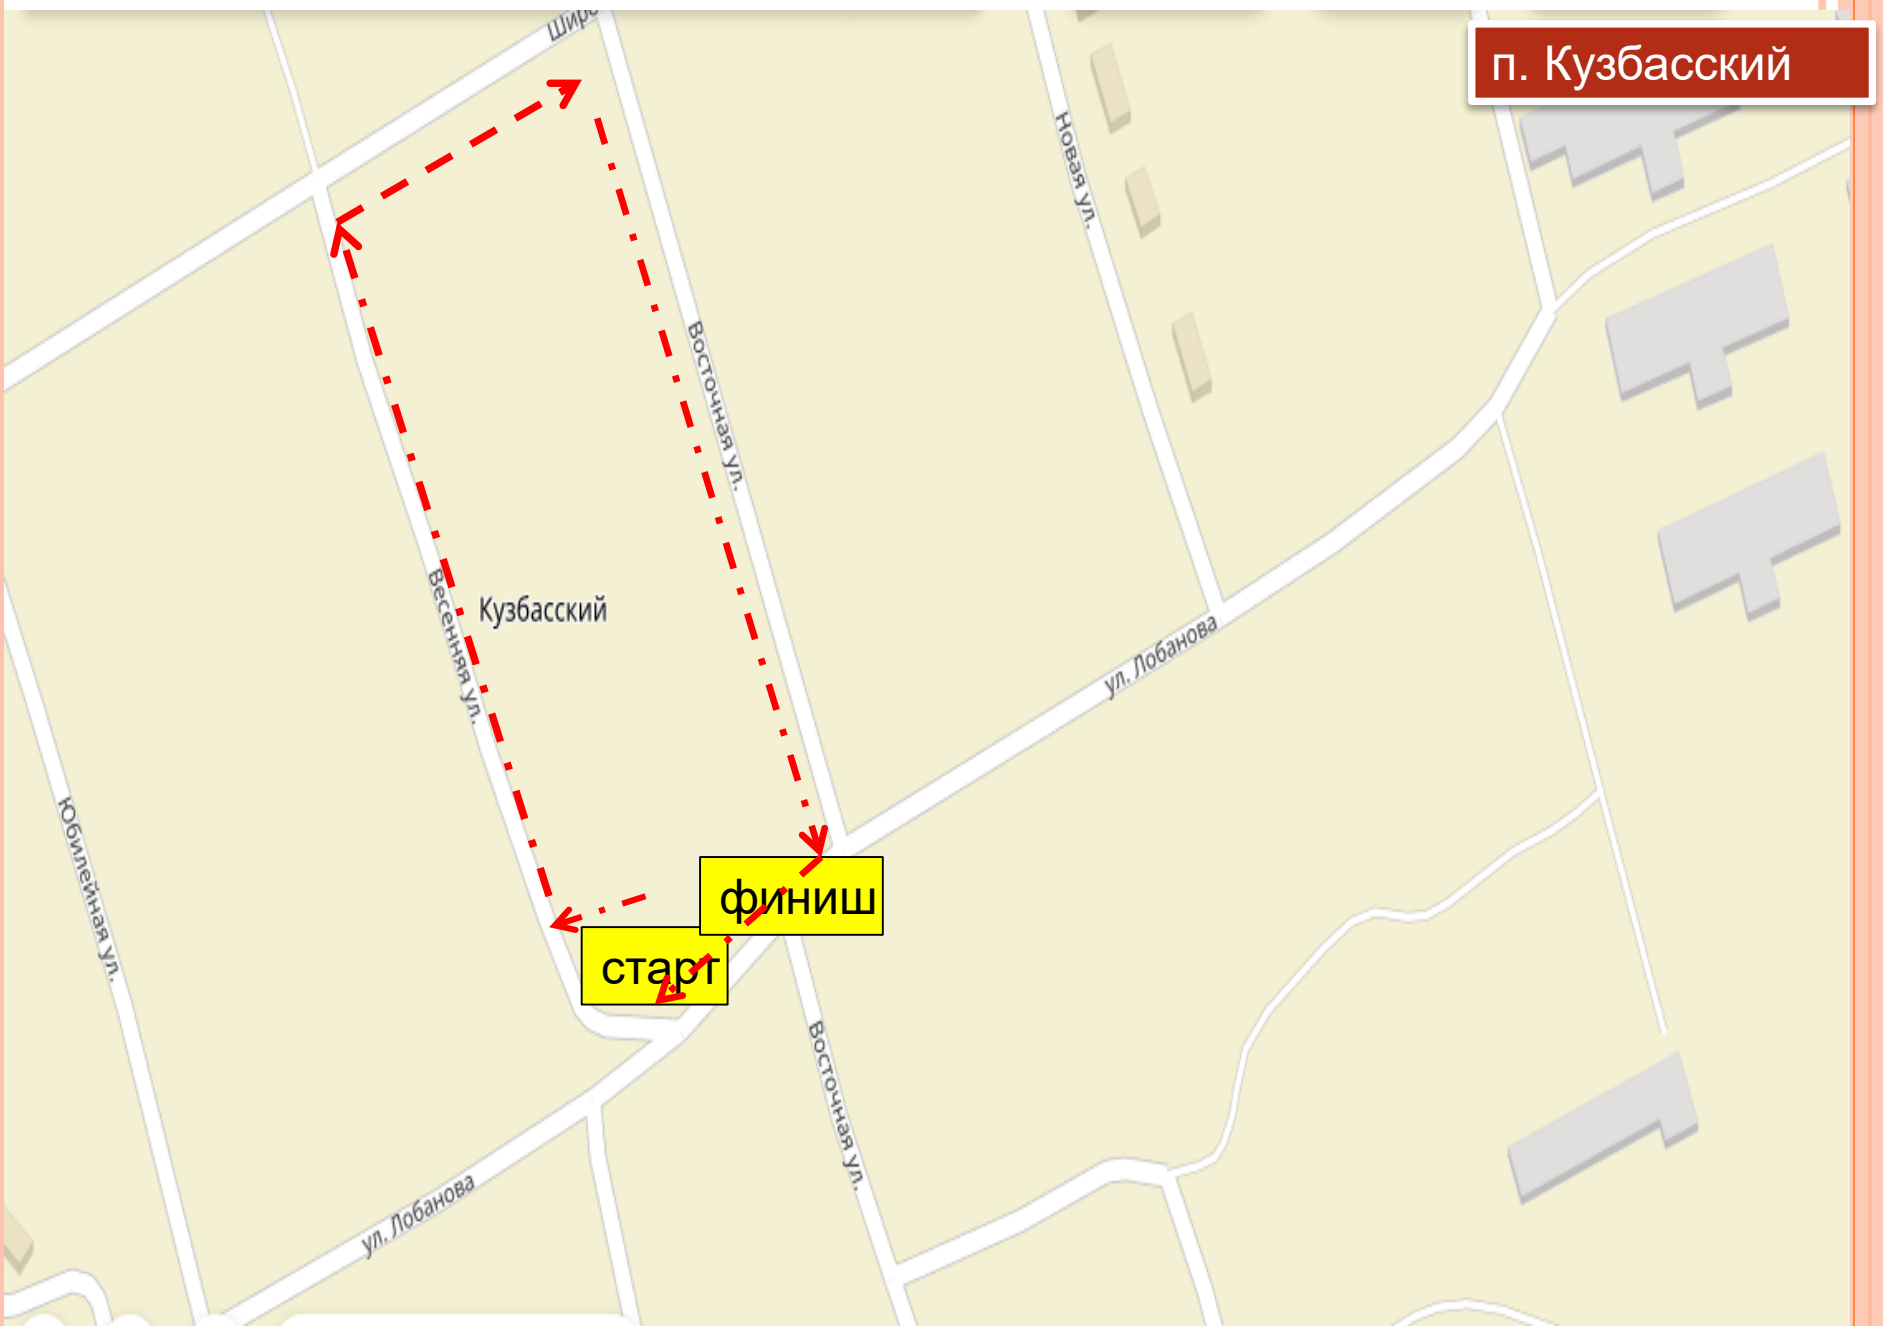 п. Кузбасский
Новая ул.
Восточная ул.
Весенняя ул.
Кузбасский
ул. Лобанова
Юбилейная ул.
финиш
старт
Восточная ул.
ул. Лобанова